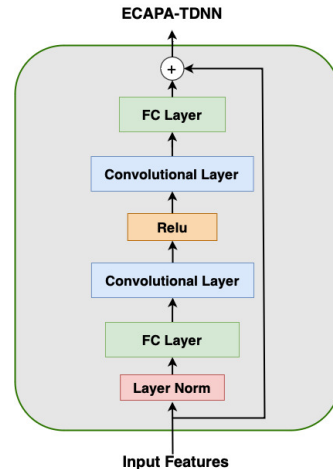 ECAPA-TDNN
+
FC Layer
Convolutional Layer
Relu
Convolutional Layer
FC Layer
Layer Norm
Input Features